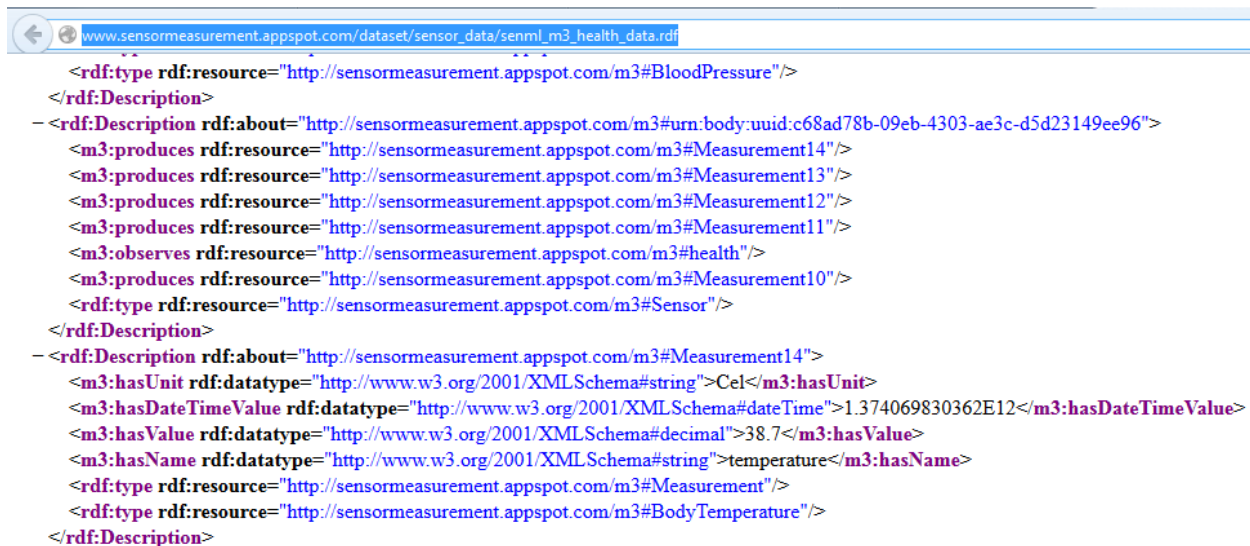 www.sensormeasurement.appspot.com/dataset/sensor_data/senml_m3_health_data.rdf
<rdf:type rdf:resource="http://sensormeasurement.appspot.com/m3#BloodPressure"/>
</rdf:Description>
−<rdf:Description rdf:about="http://sensormeasurement.appspot.com/m3#urn:body:uuid:c68ad78b-09eb-4303-ae3c-d5d23149ee96">
<m3:produces rdf:resource="http://sensormeasurement.appspot.com/m3#Measurement14"/>
<m3:produces rdf:resource="http://sensormeasurement.appspot.com/m3#Measurement13"/>
<m3:produces rdf:resource="http://sensormeasurement.appspot.com/m3#Measurement12"/>
<m3:produces rdf:resource="http://sensormeasurement.appspot.com/m3#Measurement11"/>
<m3:observes rdf:resource="http://sensormeasurement.appspot.com/m3#health"/>
<m3:produces rdf:resource="http://sensormeasurement.appspot.com/m3#Measurement10"/>
<rdf:type rdf:resource="http://sensormeasurement.appspot.com/m3#Sensor"/>
</rdf:Description>
−<rdf:Description rdf:about="http://sensormeasurement.appspot.com/m3#Measurement14">
<m3:hasUnit rdf:datatype="http://www.w3.org/2001/XMLSchema#string">Cel</m3:hasUnit>
<m3:hasDateTimeValue rdf:datatype="http://www.w3.org/2001/XMLSchema#dateTime">1.374069830362E12</m3:hasDateTimeValue>
<m3:hasValue rdf:datatype="http://www.w3.org/2001/XMLSchema#decimal">38.7</m3:hasValue>
<m3:hasName rdf:datatype="http://www.w3.org/2001/XMLSchema#string">temperature</m3:hasName>
<rdf:type rdf:resource="http://sensormeasurement.appspot.com/m3#Measurement"/>
<rdf:type rdf:resource="http://sensormeasurement.appspot.com/m3#BodyTemperature"/>
</rdf:Description>